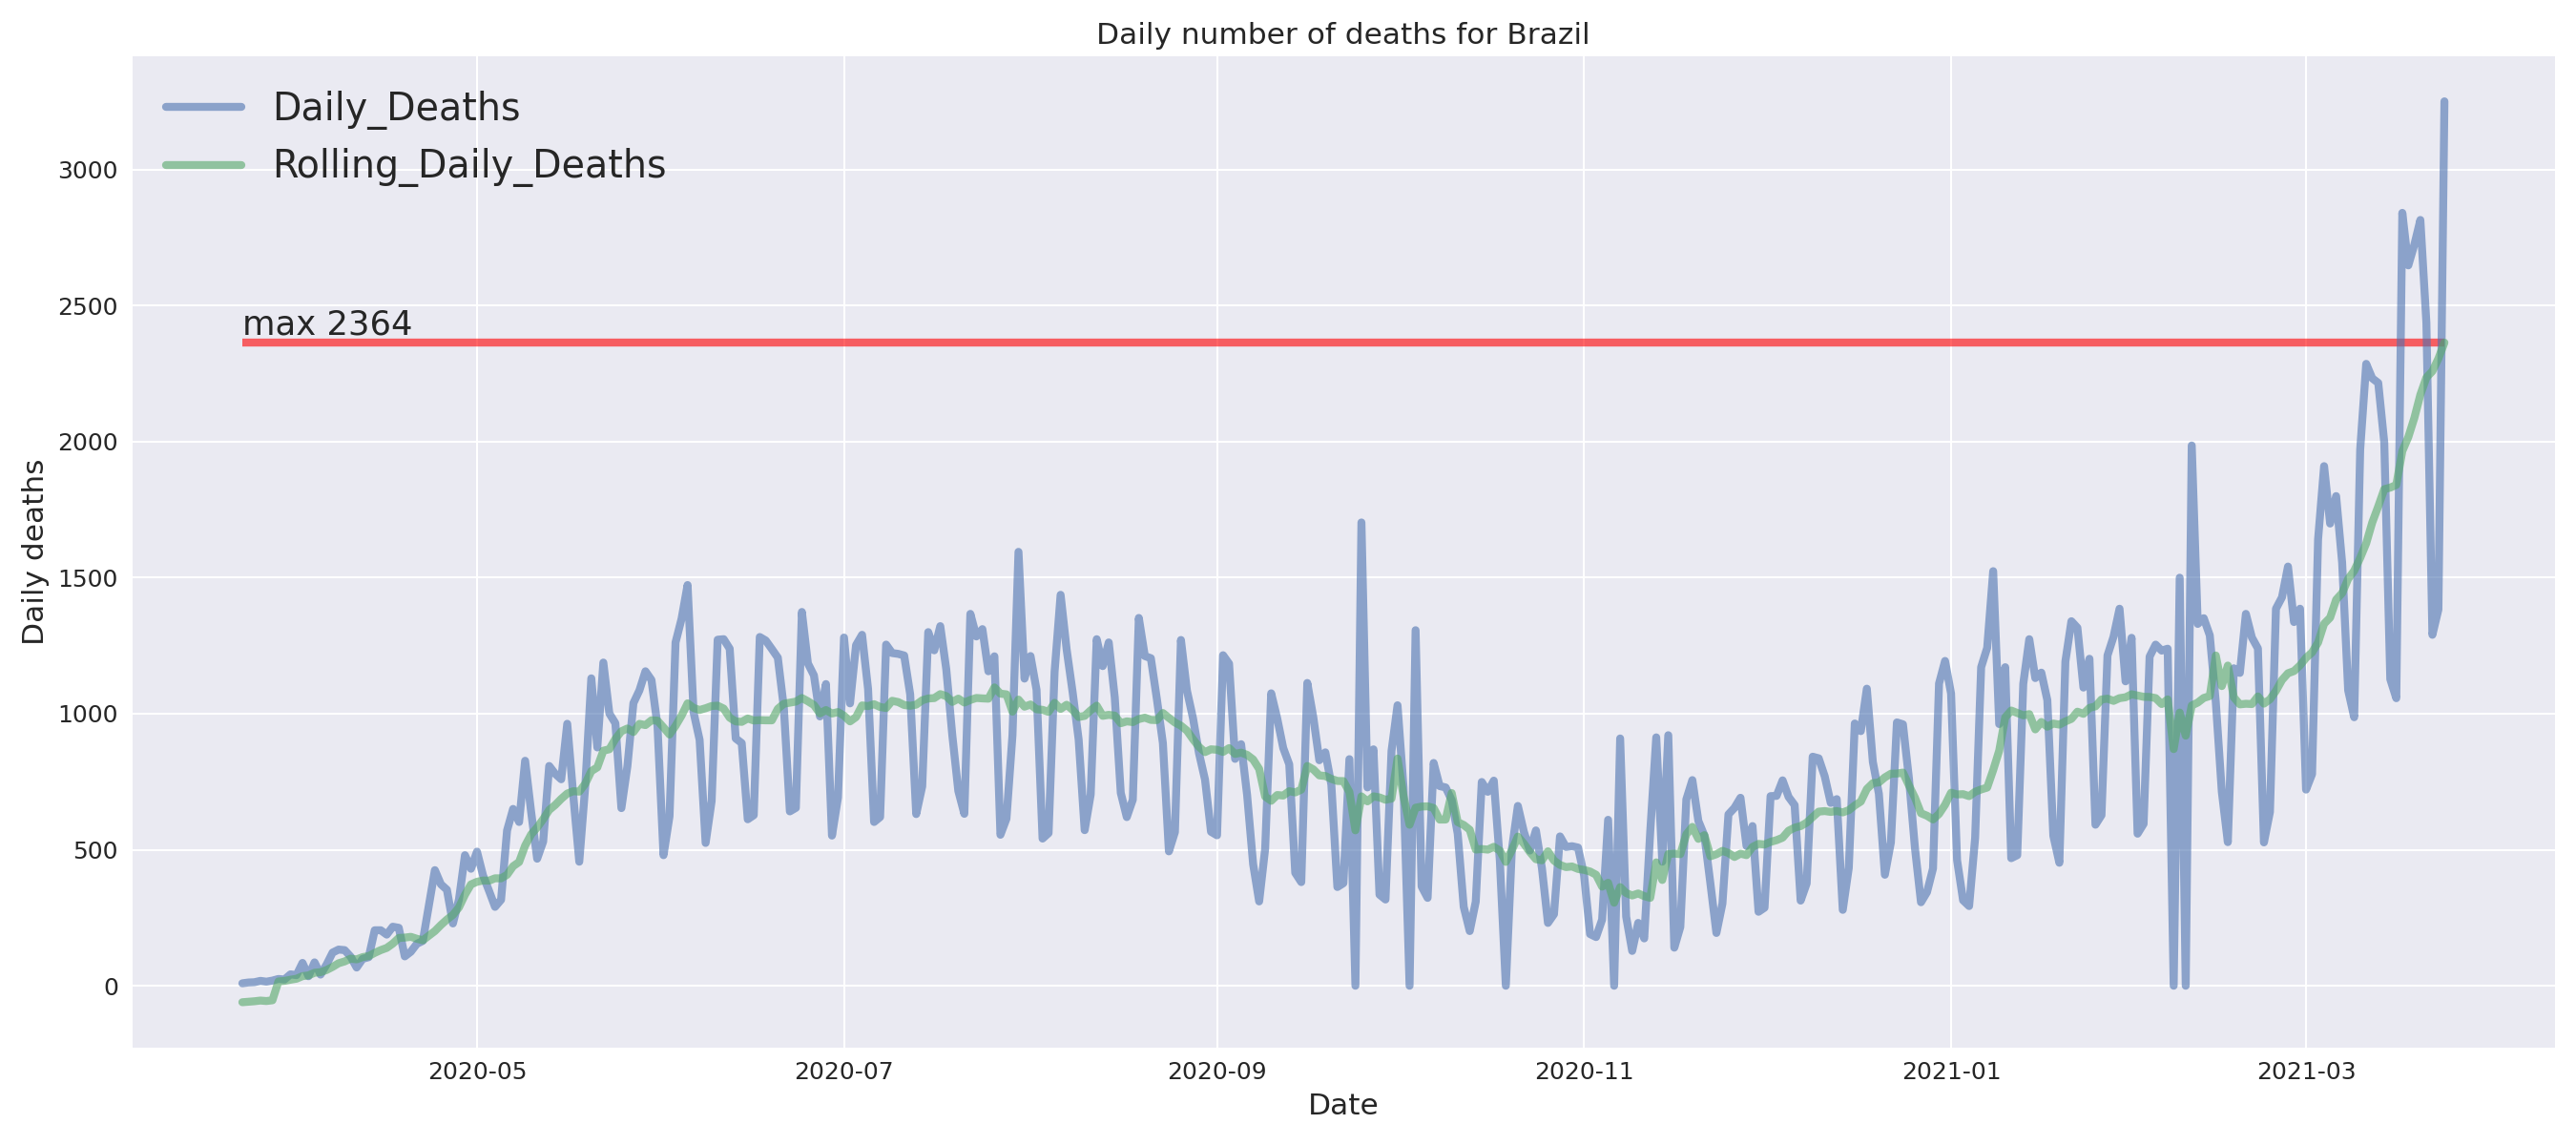 Daily number of deaths for Brazil
Daily_Deaths
Rolling_Daily_Deaths
max 2364
Daily deaths
3000
2500
2000
1500
1000
500
0
2020-05
2020-07
2020-09
2020-11
2021-01
2021-03
Date